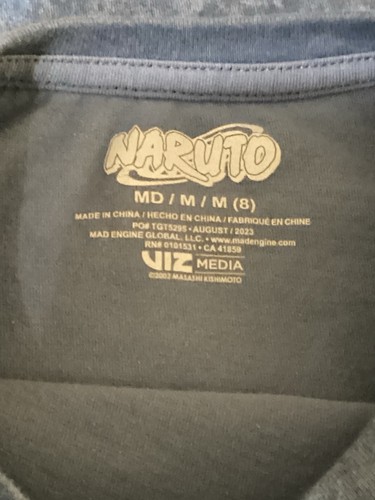 NARUTO
MD / M / M (8)
MADE IN CHINA / HECHO EN CHINA / FABRIQUÉ EN CHINE
PO# TGT5295 • AUGUST / 2023
MAD ENGINE GLOBAL, LLC. • www.madengine.com
RN# 0101531 • CA 41859
VIZ MEDIA
©2002 MASASHI KISHIMOTO